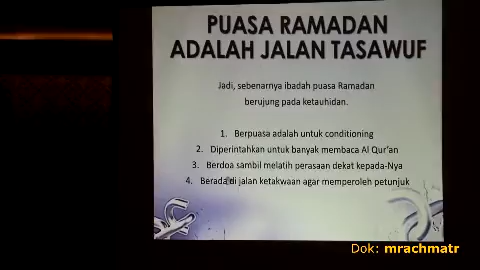 PUASA RAMADAN
ADALAH JALAN TASAWUF
Jadi, sebenarnya ibadah puasa Ramadan
berujung pada ketauhidan.
1. Berpuasa adalah untuk conditioning
2. Diperintahkan untuk banyak membaca Al Qur'an
3. Berdoa sambil melatih perasaan dekat kepada-Nya
4. Berada di jalan ketakwaan agar memperoleh petunjuk
Dok: mrachmatr